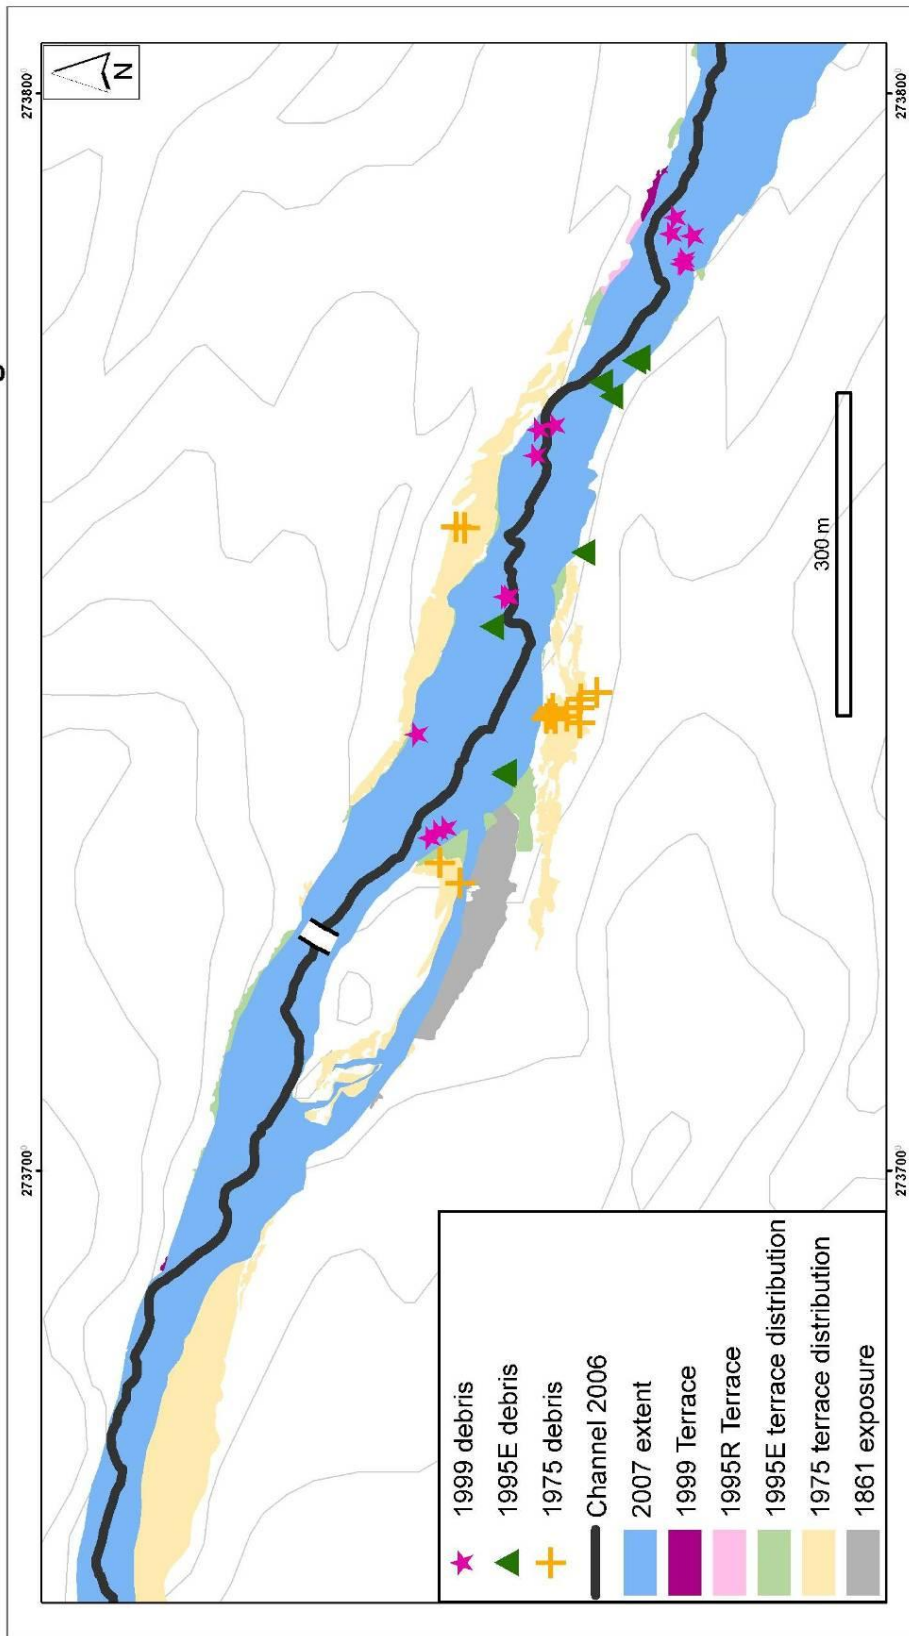 N
273800
273800
273700
273700
300 m
1999 debris
1995E debris
1975 debris
Channel 2006
2007 extent
1999 Terrace
1995R Terrace
1995E terrace distribution
1975 terrace distribution
1861 exposure